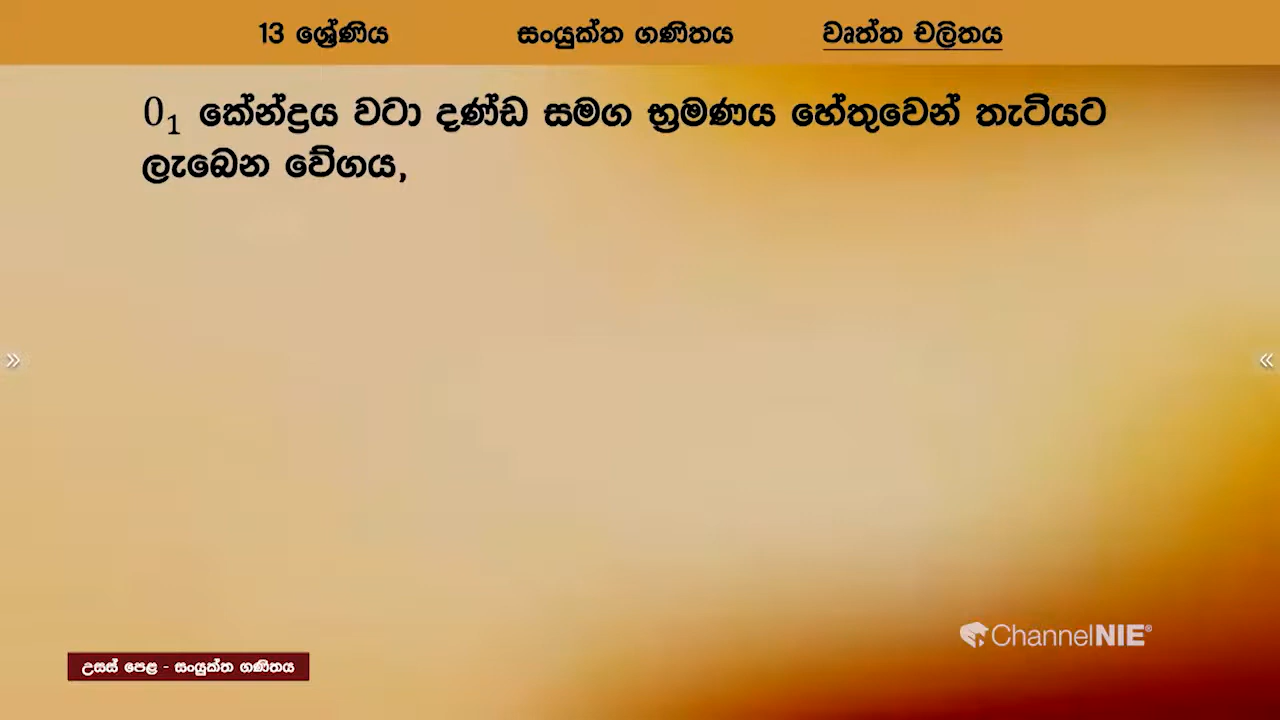 13 ශ්‍රේණිය සංයුක්ත ගණිතය වෘත්ත චලිතය
0₁ කේන්ද්‍රය වටා දණ්ඩ සමග භ්‍රමණය හේතුවෙන් තැටියට
ලැබෙන වේගය,
ChannelNIE®
උසස් පෙළ - සංයුක්ත ගණිතය